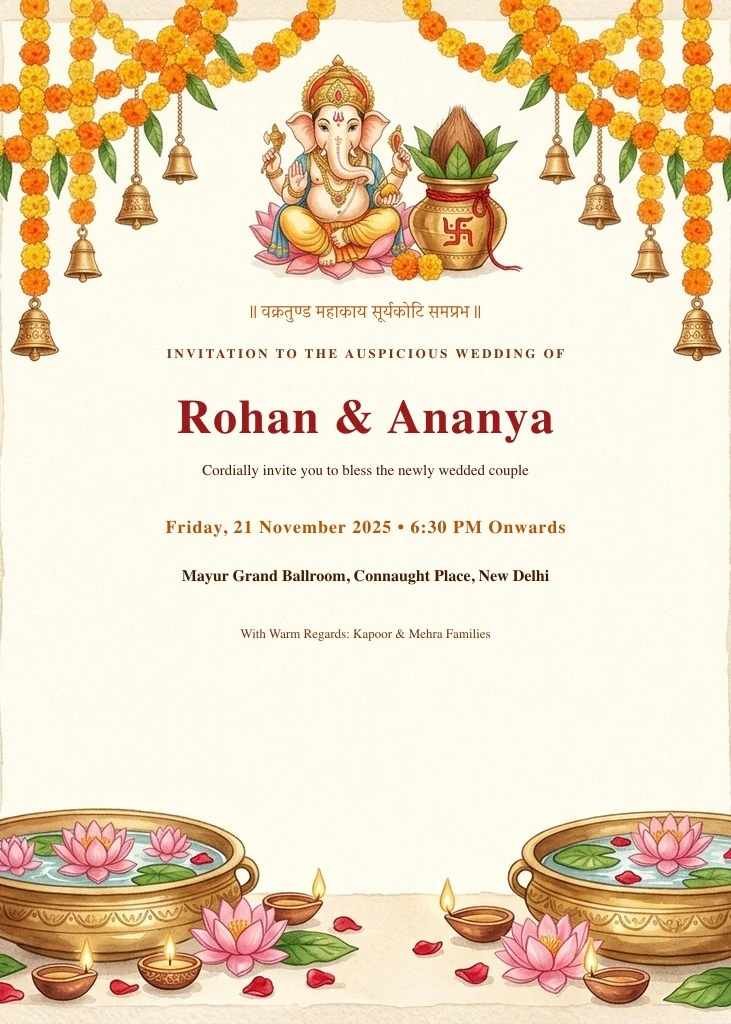 ॥ वक्रतुण्ड महाकाय सूर्यकोटि समप्रभ ॥
INVITATION TO THE AUSPICIOUS WEDDING OF
Rohan & Ananya
Cordially invite you to bless the newly wedded couple
Friday, 21 November 2025 • 6:30 PM Onwards
Mayur Grand Ballroom, Connaught Place, New Delhi
With Warm Regards: Kapoor & Mehra Families